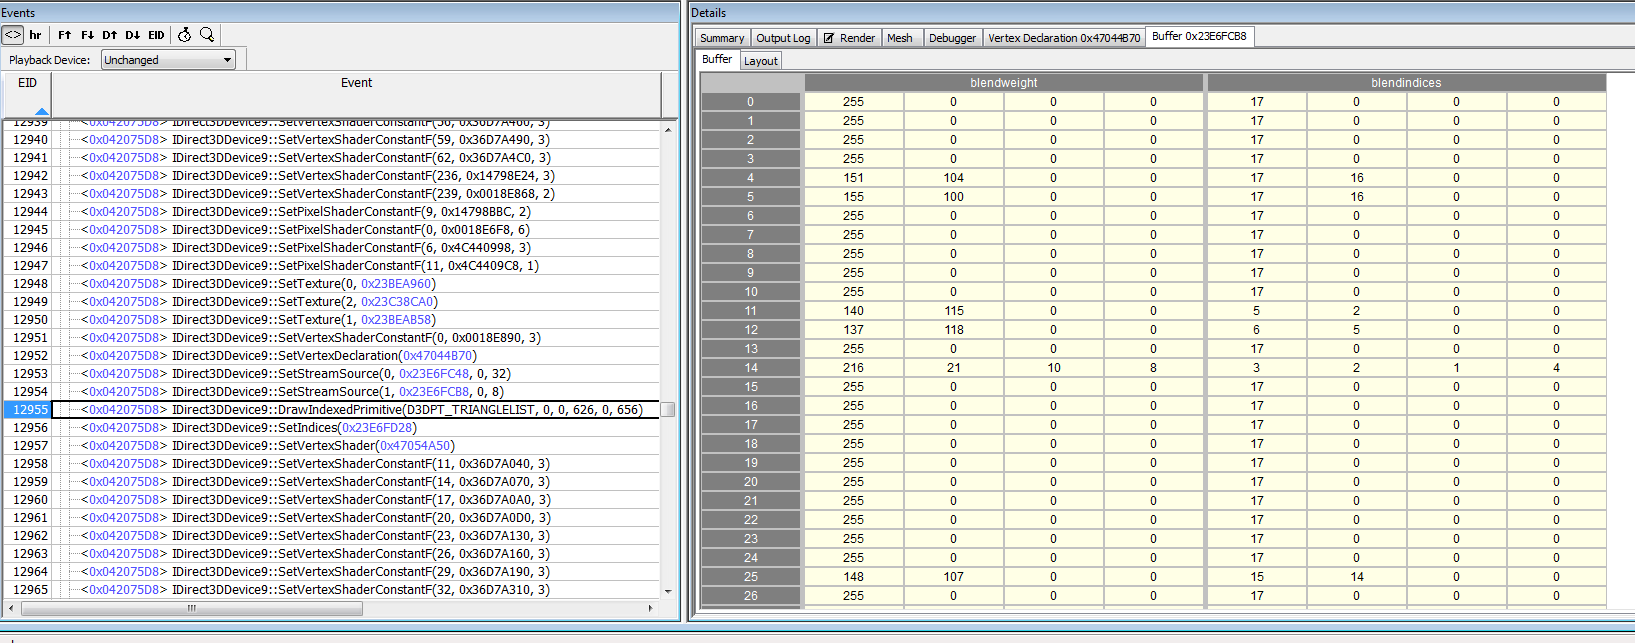 Events
<> hr F↑ F↓ D↑ D↓ EID
Playback Device: Unchanged
EID Event
12939 <0x042075D8> IDirect3DDevice9::SetVertexShaderConstantF(56, 0x36D7A460, 3)
12940 <0x042075D8> IDirect3DDevice9::SetVertexShaderConstantF(59, 0x36D7A490, 3)
12941 <0x042075D8> IDirect3DDevice9::SetVertexShaderConstantF(62, 0x36D7A4C0, 3)
12942 <0x042075D8> IDirect3DDevice9::SetVertexShaderConstantF(236, 0x14798E24, 3)
12943 <0x042075D8> IDirect3DDevice9::SetVertexShaderConstantF(239, 0x0018E868, 2)
12944 <0x042075D8> IDirect3DDevice9::SetPixelShaderConstantF(9, 0x14798BBC, 2)
12945 <0x042075D8> IDirect3DDevice9::SetPixelShaderConstantF(0, 0x0018E6F8, 6)
12946 <0x042075D8> IDirect3DDevice9::SetPixelShaderConstantF(6, 0x4C440998, 3)
12947 <0x042075D8> IDirect3DDevice9::SetPixelShaderConstantF(11, 0x4C4409C8, 1)
12948 <0x042075D8> IDirect3DDevice9::SetTexture(0, 0x23BEA960)
12949 <0x042075D8> IDirect3DDevice9::SetTexture(2, 0x23C38CA0)
12950 <0x042075D8> IDirect3DDevice9::SetTexture(1, 0x23BEAB58)
12951 <0x042075D8> IDirect3DDevice9::SetVertexShaderConstantF(0, 0x0018E890, 3)
12952 <0x042075D8> IDirect3DDevice9::SetVertexDeclaration(0x47044B70)
12953 <0x042075D8> IDirect3DDevice9::SetStreamSource(0, 0x23E6FC48, 0, 32)
12954 <0x042075D8> IDirect3DDevice9::SetStreamSource(1, 0x23E6FCB8, 0, 8)
12955 <0x042075D8> IDirect3DDevice9::DrawIndexedPrimitive(D3DPT_TRIANGLELIST, 0, 0, 626, 0, 656)
12956 <0x042075D8> IDirect3DDevice9::SetIndices(0x23E6FD28)
12957 <0x042075D8> IDirect3DDevice9::SetVertexShader(0x47054A50)
12958 <0x042075D8> IDirect3DDevice9::SetVertexShaderConstantF(11, 0x36D7A040, 3)
12959 <0x042075D8> IDirect3DDevice9::SetVertexShaderConstantF(14, 0x36D7A070, 3)
12960 <0x042075D8> IDirect3DDevice9::SetVertexShaderConstantF(17, 0x36D7A0A0, 3)
12961 <0x042075D8> IDirect3DDevice9::SetVertexShaderConstantF(20, 0x36D7A0D0, 3)
12962 <0x042075D8> IDirect3DDevice9::SetVertexShaderConstantF(23, 0x36D7A130, 3)
12963 <0x042075D8> IDirect3DDevice9::SetVertexShaderConstantF(26, 0x36D7A160, 3)
12964 <0x042075D8> IDirect3DDevice9::SetVertexShaderConstantF(29, 0x36D7A190, 3)
12965 <0x042075D8> IDirect3DDevice9::SetVertexShaderConstantF(32, 0x36D7A310, 3)
Details
Summary Output Log Render Mesh Debugger Vertex Declaration 0x47044B70 Buffer 0x23E6FCB8
Buffer Layout
blendweight blendindices
0 255 0 0 0 17 0 0 0
1 255 0 0 0 17 0 0 0
2 255 0 0 0 17 0 0 0
3 255 0 0 0 17 0 0 0
4 151 104 0 0 17 16 0 0
5 155 100 0 0 17 16 0 0
6 255 0 0 0 17 0 0 0
7 255 0 0 0 17 0 0 0
8 255 0 0 0 17 0 0 0
9 255 0 0 0 17 0 0 0
10 255 0 0 0 17 0 0 0
11 140 115 0 0 5 2 0 0
12 137 118 0 0 6 5 0 0
13 255 0 0 0 17 0 0 0
14 216 21 10 8 3 2 1 4
15 255 0 0 0 17 0 0 0
16 255 0 0 0 17 0 0 0
17 255 0 0 0 17 0 0 0
18 255 0 0 0 17 0 0 0
19 255 0 0 0 17 0 0 0
20 255 0 0 0 17 0 0 0
21 255 0 0 0 17 0 0 0
22 255 0 0 0 17 0 0 0
23 255 0 0 0 17 0 0 0
24 255 0 0 0 17 0 0 0
25 148 107 0 0 15 14 0 0
26 255 0 0 0 17 0 0 0